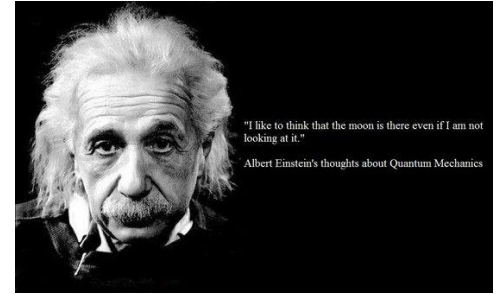 "I like to think that the moon is there even if I am not
looking at it."
Albert Einstein's thoughts about Quantum Mechanics